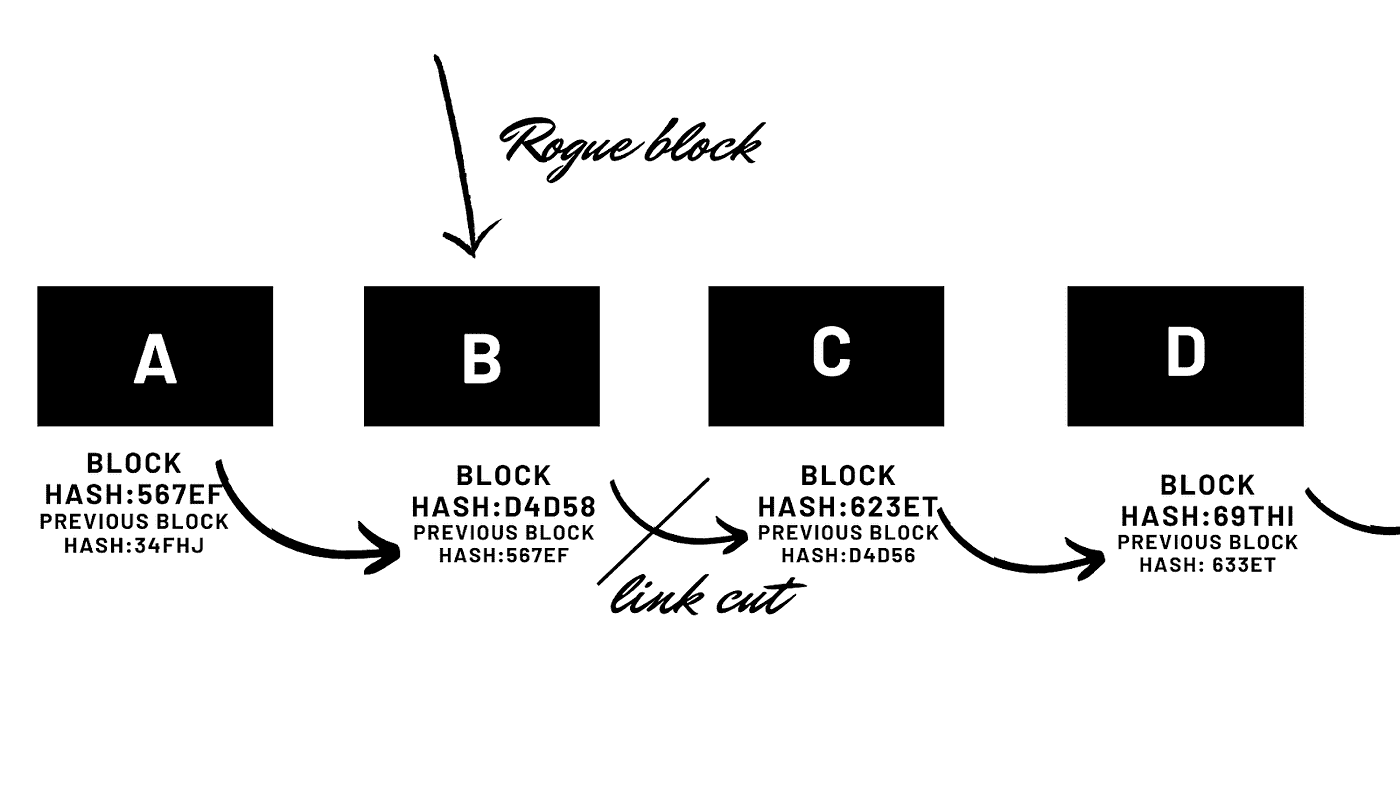 Rogue block
A
B
C
D
BLOCK
HASH:567EF
PREVIOUS BLOCK
HASH:34FHJ
BLOCK
HASH:D4D58
PREVIOUS BLOCK
HASH:567EF
BLOCK
HASH:623ET
PREVIOUS BLOCK
HASH:D4D56
BLOCK
HASH:69THI
PREVIOUS BLOCK
HASH: 633ET
link cut